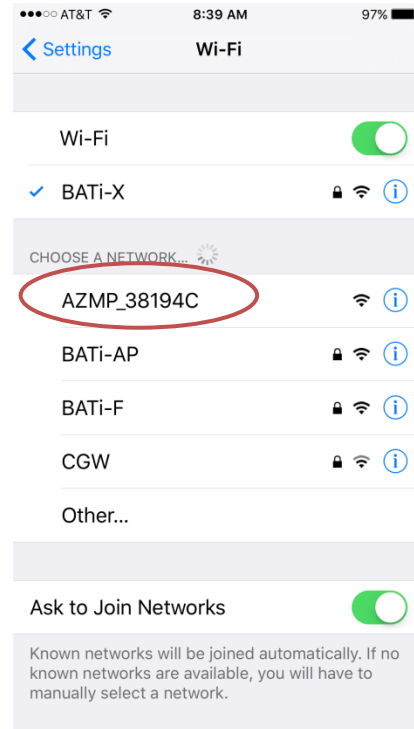 AT&T 8:39 AM 97%
Settings Wi-Fi
Wi-Fi
BATi-X
CHOOSE A NETWORK...
AZMP_38194C
BATi-AP
BATi-F
CGW
Other...
Ask to Join Networks
Known networks will be joined automatically. If no
known networks are available, you will have to
manually select a network.